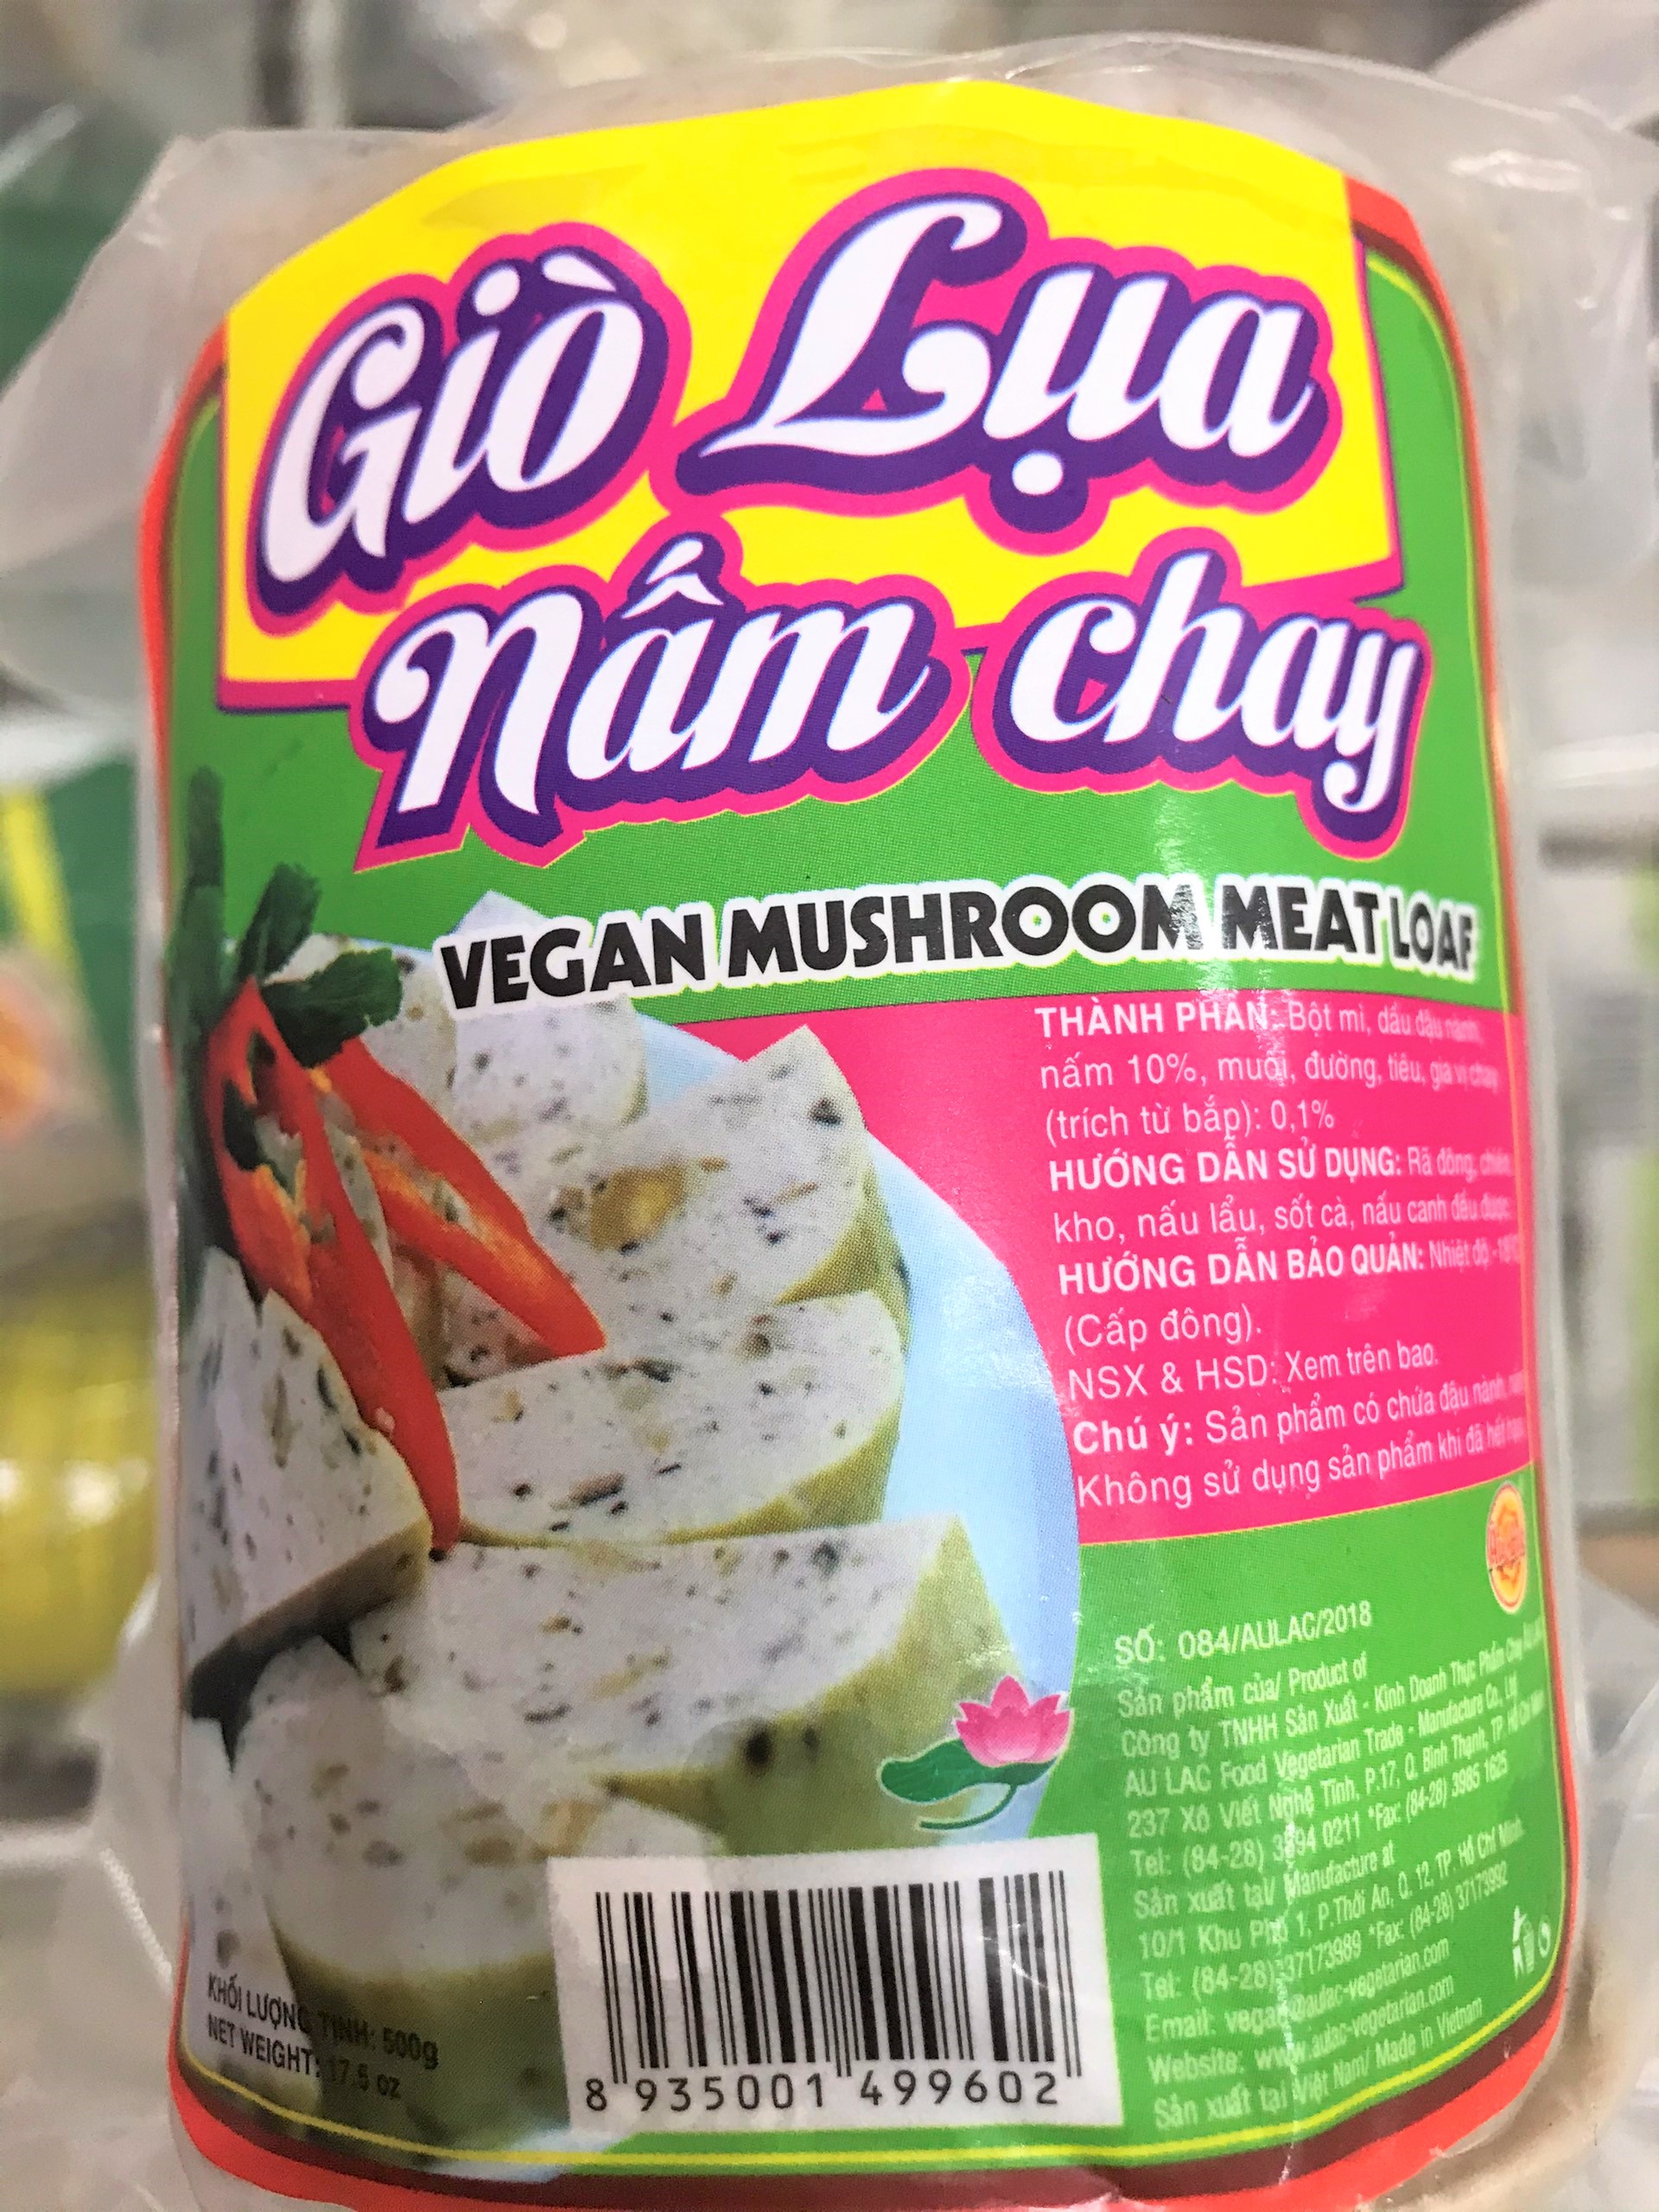 Giò Lụa
nấm chay
VEGAN MUSHROOM MEAT LOAF
THÀNH PHẦN: Bột mì, dầu đậu nành,
nấm 10%, muối, đường, tiêu, gia vị chay
(trích từ bắp): 0,1%
HƯỚNG DẪN SỬ DỤNG: Rã đông, chiên,
kho, nấu lẩu, sốt cà, nấu canh đều được.
HƯỚNG DẪN BẢO QUẢN: Nhiệt độ -18°C
(Cấp đông).
NSX & HSD: Xem trên bao.
Chú ý: Sản phẩm có chứa đậu nành,
Không sử dụng sản phẩm khi đã hết hạn
SỐ: 084/AULAC/2018
Sản phẩm của/ Product of
Công ty TNHH Sản Xuất - Kinh Doanh Thực Phẩm Chay Âu Lạc
AU LAC Food Vegetarian Trade - Manufacture Co., Ltd
237 Xô Viết Nghệ Tĩnh, P.17, Q. Bình Thạnh, TP. Hồ Chí Minh
Tel: (84-28) 3894 0211 *Fax: (84-28) 3985 1625
Sản xuất tại/ Manufacture at
10/1 Khu Phố 1, P.Thới An, Q. 12, TP. Hồ Chí Minh.
Tel: (84-28) 37173989 *Fax: (84-28) 37173992
Email: vegan@aulac-vegetarian.com
Website: www.aulac-vegetarian.com
Sản xuất tại Việt Nam/ Made in Vietnam
KHỐI LƯỢNG TỊNH: 500g
NET WEIGHT: 17.5 oz
8 935001 499602